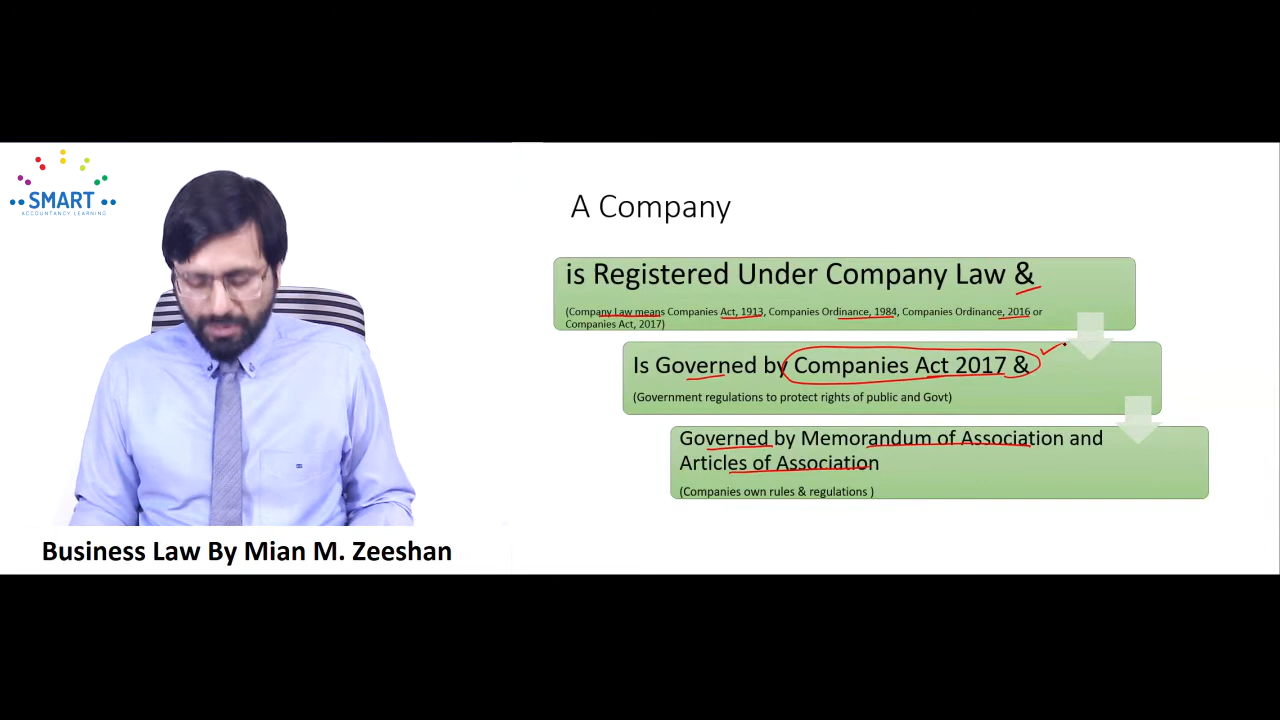 SMART
ACCOUNTANCY LEARNING
A Company
is Registered Under Company Law &
(Company Law means Companies Act, 1913, Companies Ordinance, 1984, Companies Ordinance, 2016 or
Companies Act, 2017)
Is Governed by Companies Act 2017 &
(Government regulations to protect rights of public and Govt)
Governed by Memorandum of Association and
Articles of Association
(Companies own rules & regulations )
Business Law By Mian M. Zeeshan